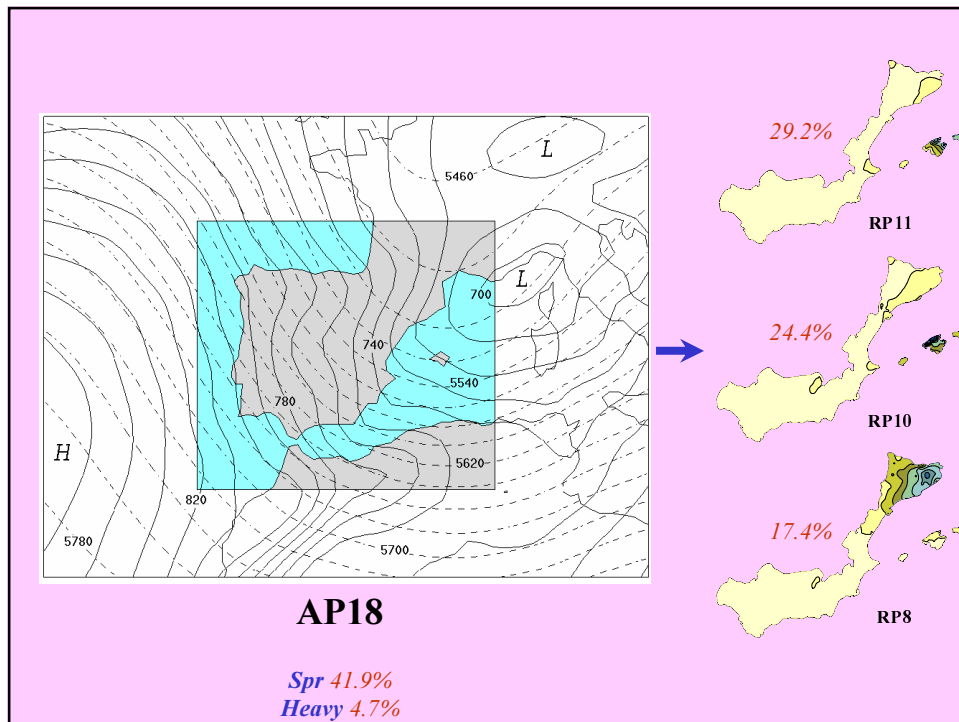 L
5460
700
L
740
5540
780
H
5620
820
5780
5700
AP18
Spr 41.9%
Heavy 4.7%
29.2%
RP11
24.4%
RP10
17.4%
RP8